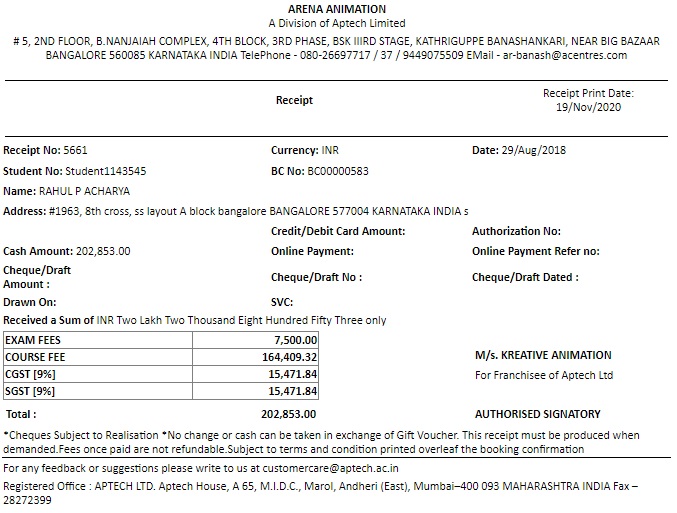 ARENA ANIMATION
A Division of Aptech Limited
# 5, 2ND FLOOR, B.NANJAIAH COMPLEX, 4TH BLOCK, 3RD PHASE, BSK IIIRD STAGE, KATHRIGUPPE BANASHANKARI, NEAR BIG BAZAAR
BANGALORE 560085 KARNATAKA INDIA TelePhone - 080-26697717 / 37 / 9449075509 EMail - ar-banash@acentres.com
Receipt
Receipt Print Date:
19/Nov/2020
Receipt No: 5661 Currency: INR Date: 29/Aug/2018
Student No: Student1143545 BC No: BC00000583
Name: RAHUL P ACHARYA
Address: #1963, 8th cross, ss layout A block bangalore BANGALORE 577004 KARNATAKA INDIA s
Credit/Debit Card Amount: Authorization No:
Cash Amount: 202,853.00 Online Payment: Online Payment Refer no:
Cheque/Draft
Amount : Cheque/Draft No : Cheque/Draft Dated :
Drawn On: SVC:
Received a Sum of INR Two Lakh Two Thousand Eight Hundred Fifty Three only
EXAM FEES 7,500.00
COURSE FEE 164,409.32
CGST [9%] 15,471.84
SGST [9%] 15,471.84
M/s. KREATIVE ANIMATION
For Franchisee of Aptech Ltd
Total : 202,853.00 AUTHORISED SIGNATORY
*Cheques Subject to Realisation *No change or cash can be taken in exchange of Gift Voucher. This receipt must be produced when
demanded.Fees once paid are not refundable.Subject to terms and condition printed overleaf the booking confirmation
For any feedback or suggestions please write to us at customercare@aptech.ac.in
Registered Office : APTECH LTD. Aptech House, A 65, M.I.D.C., Marol, Andheri (East), Mumbai–400 093 MAHARASHTRA INDIA Fax –
28272399